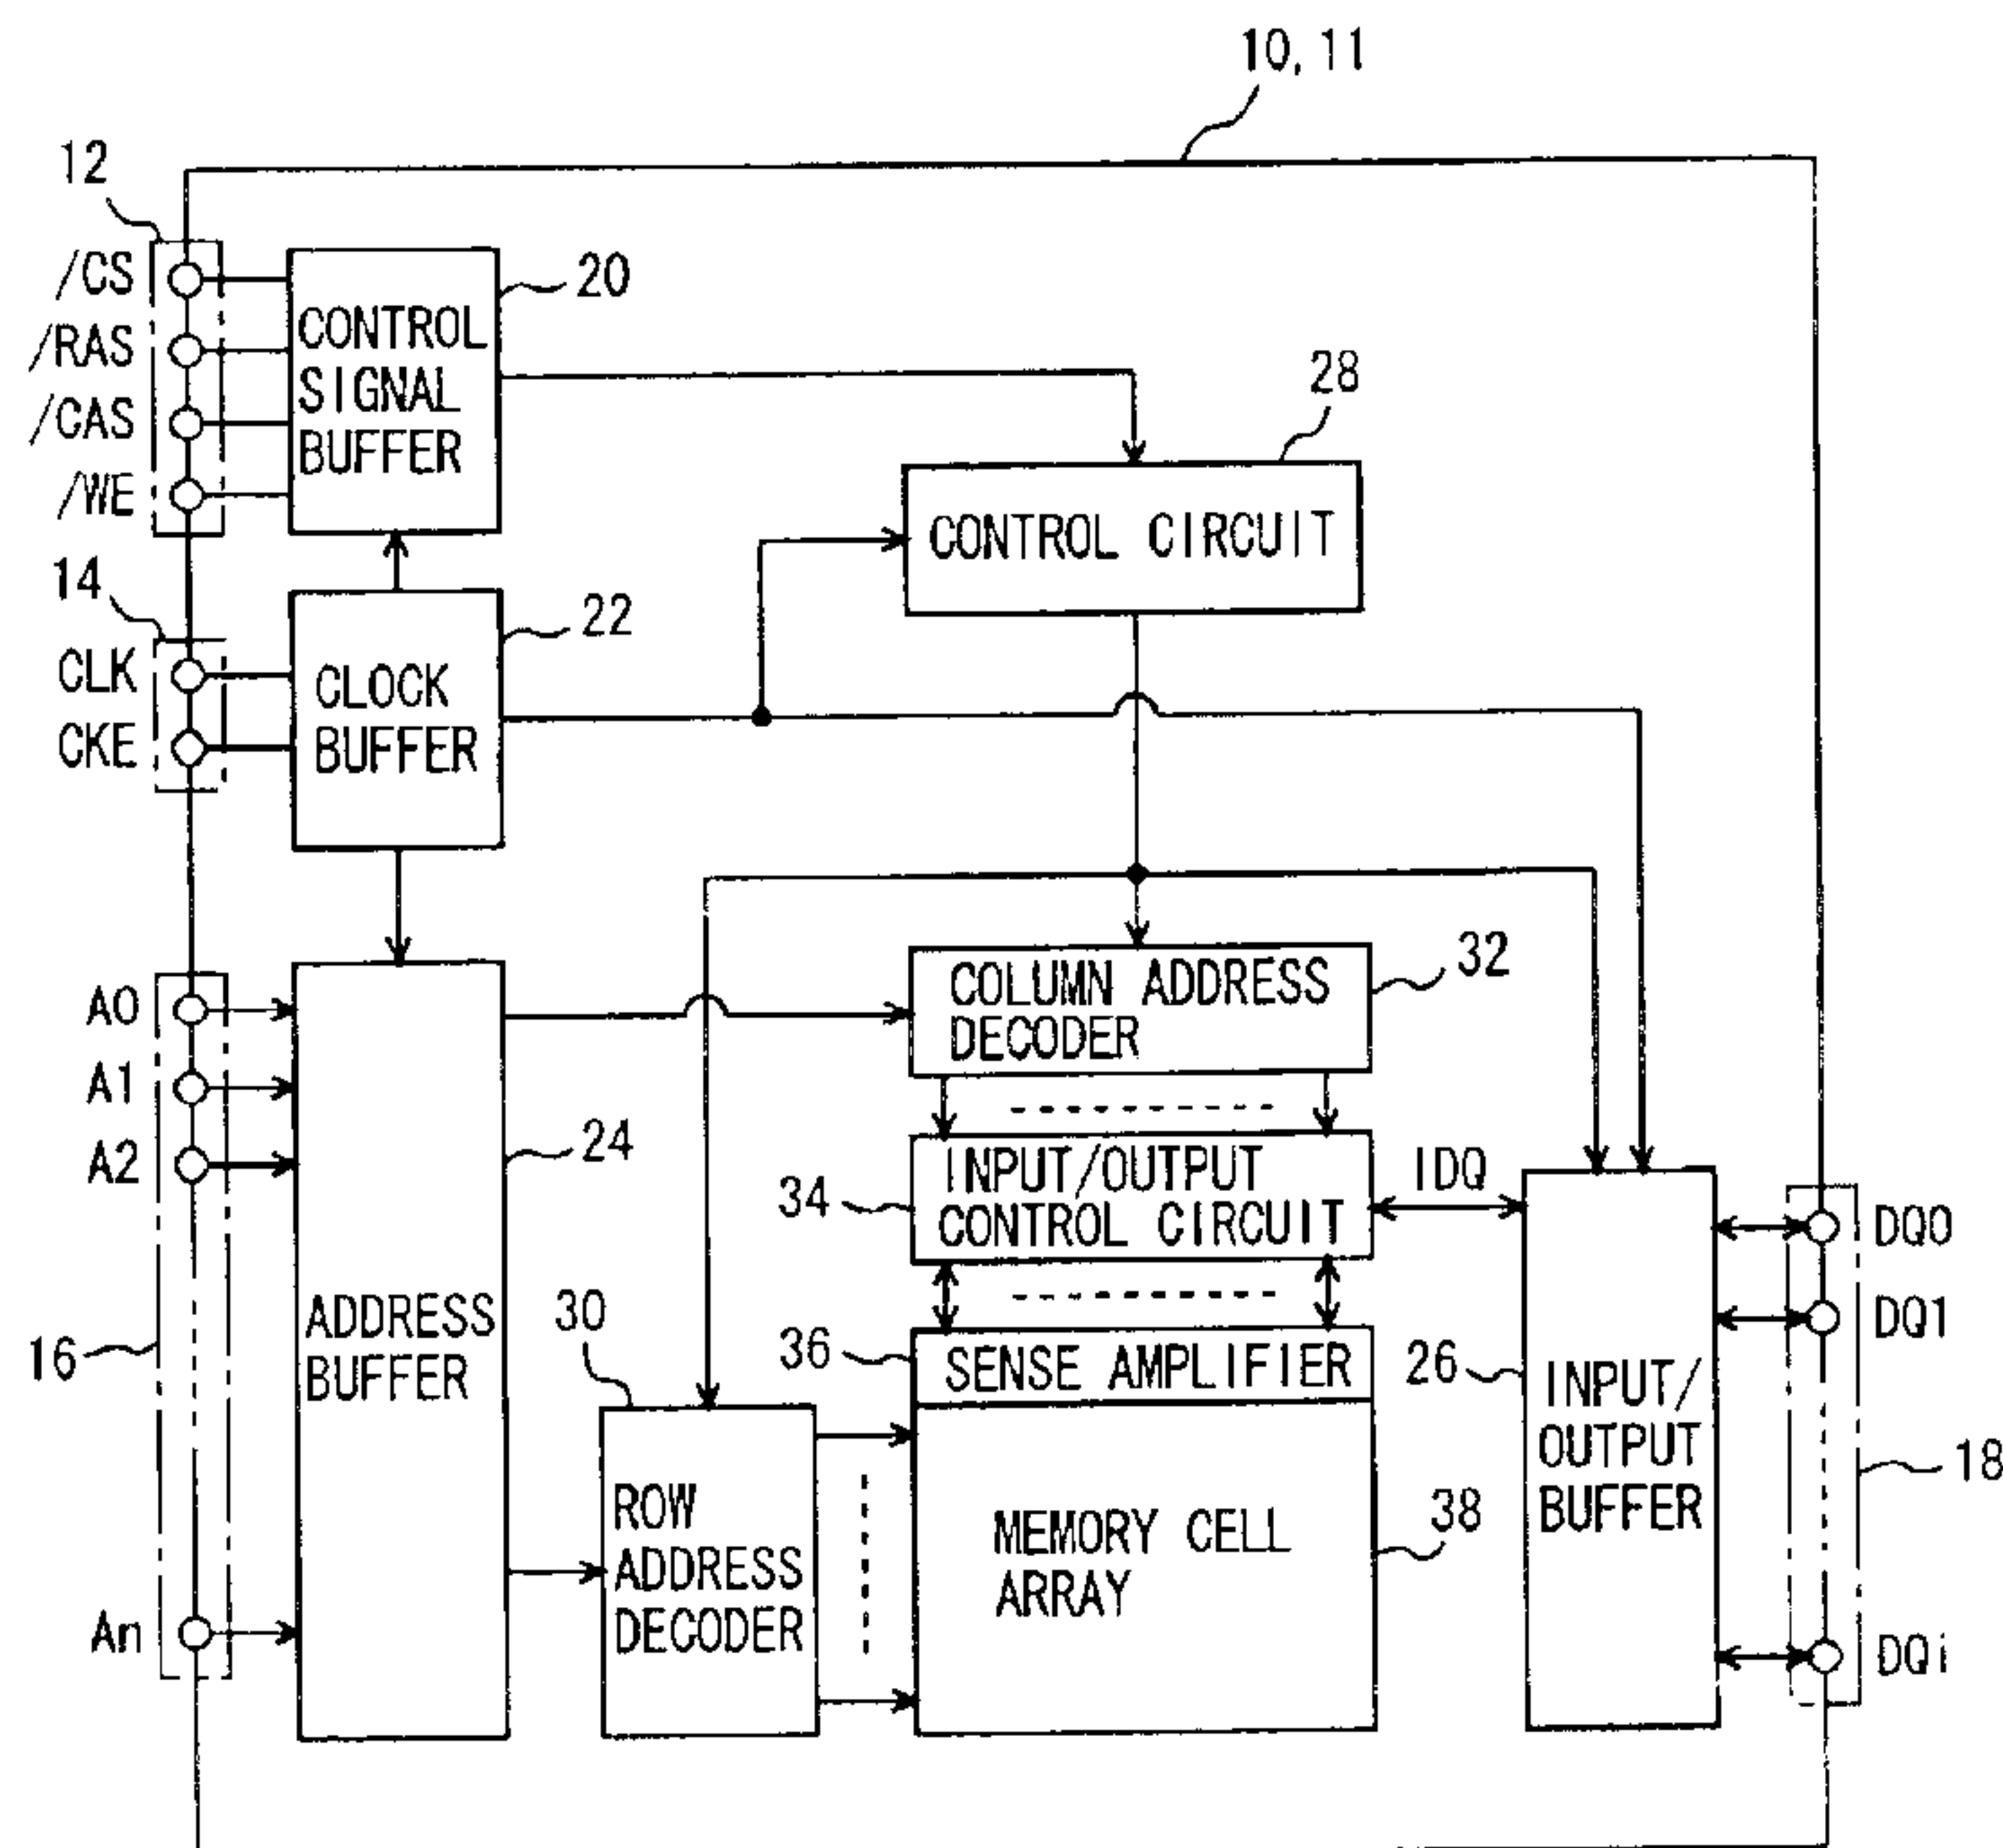 10, 11
12
/CS
/RAS
/CAS
/WE
CONTROL
SIGNAL
BUFFER
20
28
CONTROL CIRCUIT
14
CLK
CKE
CLOCK
BUFFER
22
A0
A1
A2
An
16
ADDRESS
BUFFER
24
COLUMN ADDRESS
DECODER
32
INPUT/OUTPUT
CONTROL CIRCUIT
34
IDQ
30
ROW
ADDRESS
DECODER
36
SENSE AMPLIFIER
MEMORY CELL
ARRAY
38
26
INPUT/
OUTPUT
BUFFER
DQ0
DQ1
DQi
18